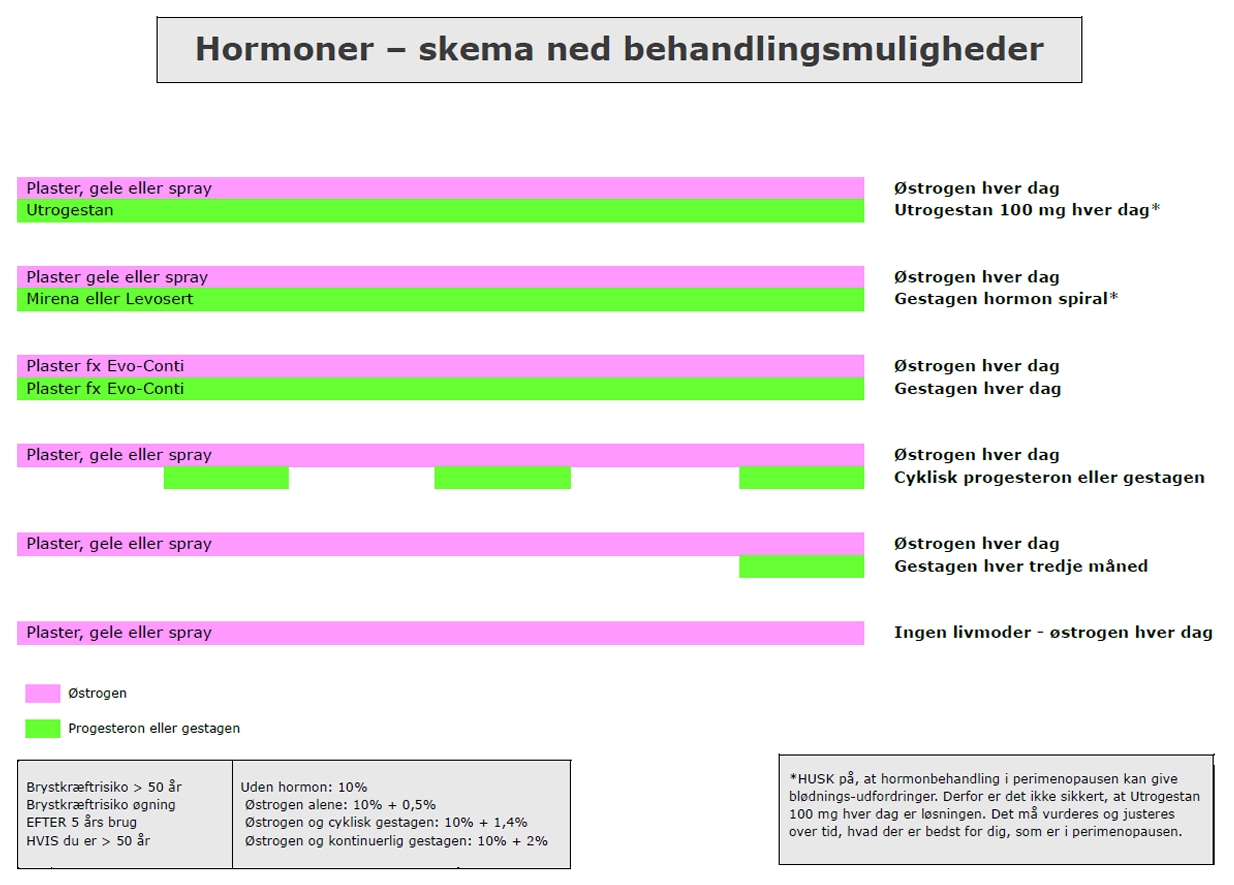 Hormoner – skema ned behandlingsmuligheder
Plaster, gele eller spray
Østrogen hver dag
Utrogestan
Utrogestan 100 mg hver dag*
Plaster gele eller spray
Østrogen hver dag
Mirena eller Levosert
Gestagen hormon spiral*
Plaster fx Evo-Conti
Østrogen hver dag
Plaster fx Evo-Conti
Gestagen hver dag
Plaster, gele eller spray
Østrogen hver dag
Cyklisk progesteron eller gestagen
Plaster, gele eller spray
Østrogen hver dag
Gestagen hver tredje måned
Plaster, gele eller spray
Ingen livmoder - østrogen hver dag
Østrogen
Progesteron eller gestagen
Brystkræftrisiko > 50 år
Brystkræftrisiko øgning
EFTER 5 års brug
HVIS du er > 50 år
Uden hormon: 10%
Østrogen alene: 10% + 0,5%
Østrogen og cyklisk gestagen: 10% + 1,4%
Østrogen og kontinuerlig gestagen: 10% + 2%
*HUSK på, at hormonbehandling i perimenopausen kan give
blødnings-udfordringer. Derfor er det ikke sikkert, at Utrogestan
100 mg hver dag er løsningen. Det må vurderes og justeres
over tid, hvad der er bedst for dig, som er i perimenopausen.